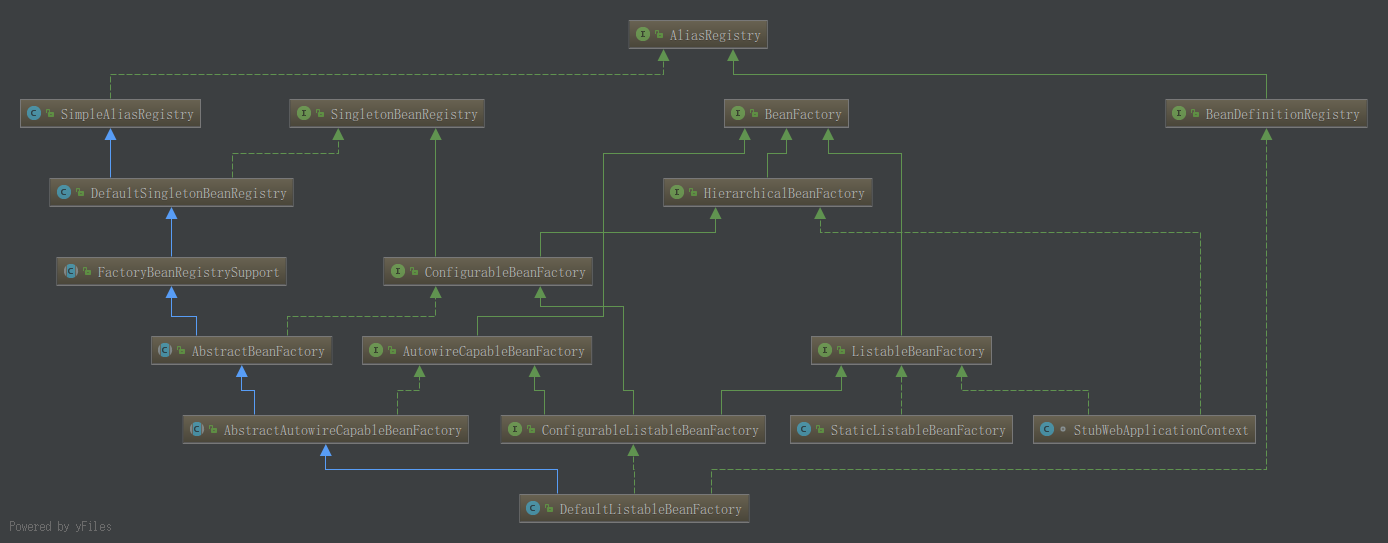 AliasRegistry
SimpleAliasRegistry
SingletonBeanRegistry
BeanFactory
BeanDefinitionRegistry
DefaultSingletonBeanRegistry
HierarchicalBeanFactory
FactoryBeanRegistrySupport
ConfigurableBeanFactory
AbstractBeanFactory
AutowireCapableBeanFactory
ListableBeanFactory
AbstractAutowireCapableBeanFactory
ConfigurableListableBeanFactory
StaticListableBeanFactory
StubWebApplicationContext
DefaultListableBeanFactory
Powered by yFiles